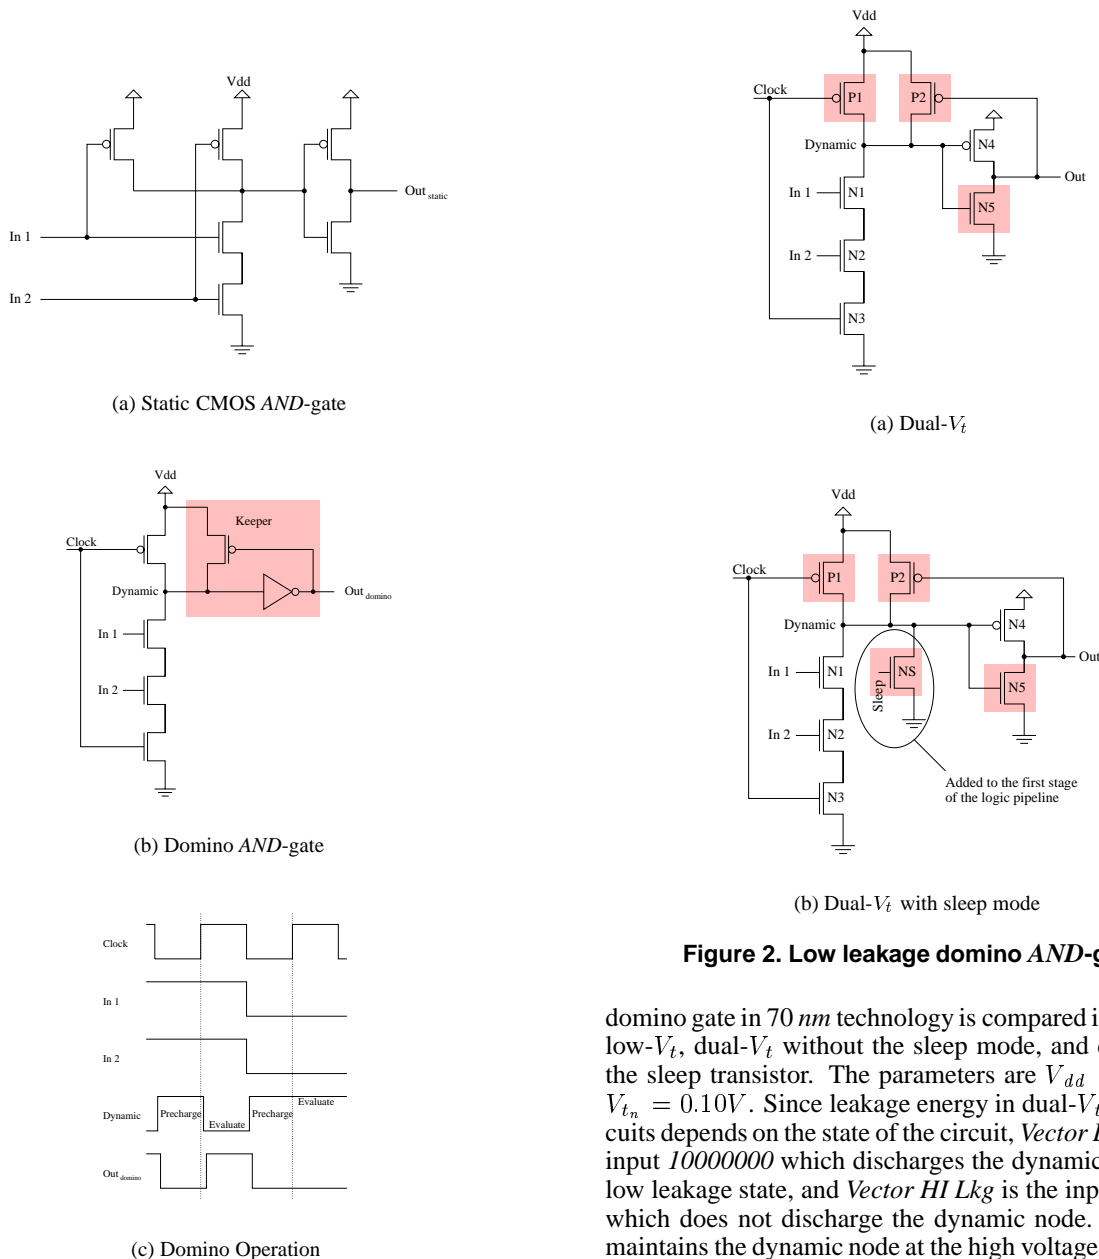 Vdd
Out static
In 1
In 2
(a) Static CMOS AND-gate
Vdd
Keeper
Clock
Dynamic
Out domino
In 1
In 2
(b) Domino AND-gate
Clock
In 1
In 2
Dynamic
Precharge
Evaluate
Precharge
Evaluate
Out domino
(c) Domino Operation
Vdd
Clock
P1
P2
Dynamic
N4
In 1
N1
Out
N5
In 2
N2
N3
(a) Dual-Vt
Vdd
Clock
P1
P2
Dynamic
N4
In 1
N1
Sleep
NS
Out
N5
In 2
N2
N3
Added to the first stage
of the logic pipeline
(b) Dual-Vt with sleep mode
Figure 2. Low leakage domino AND-g
domino gate in 70 nm technology is compared i
low-Vt, dual-Vt without the sleep mode, and
the sleep transistor. The parameters are Vdd
Vtn = 0.10V. Since leakage energy in dual-Vt
cuits depends on the state of the circuit, Vector
input 10000000 which discharges the dynamic
low leakage state, and Vector HI Lkg is the inp
which does not discharge the dynamic node.
maintains the dynamic node at the high voltage